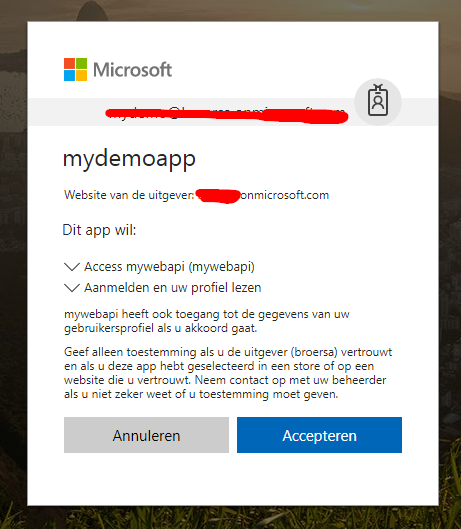 Microsoft
mydemoapp
Website van de uitgever: onmicrosoft.com
Dit app wil:
Access mywebapi (mywebapi)
Aanmelden en uw profiel lezen
mywebapi heeft ook toegang tot de gegevens van uw
gebruikersprofiel als u akkoord gaat.
Geef alleen toestemming als u de uitgever (broersa) vertrouwt
en als u deze app hebt geselecteerd in een store of op een
website die u vertrouwt. Neem contact op met uw beheerder
als u niet zeker weet of u toestemming moet geven.
Annuleren
Accepteren